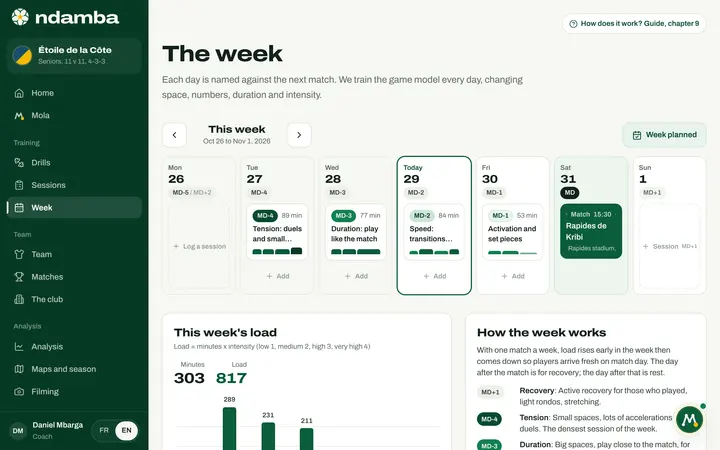 ndamba
Étoile de la Côte
Seniors. 11 v 11, 4-3-3
Home
Mola
Training
Drills
Sessions
Week
Team
Team
Matches
The club
Analysis
Analysis
Maps and season
Filming
DM
Daniel Mbarga
Coach
FR
EN
How does it work? Guide, chapter 9
The week
Each day is named against the next match. We train the game model every day, changing
space, numbers, duration and intensity.
This week
Oct 26 to Nov 1, 2026
Week planned
Mon
26
MD-5 / MD+2
+ Log a session
Tue
27
MD-4
MD-4 89 min
Tension: duels
and small...
+ Add
Wed
28
MD-3
MD-3 77 min
Duration: play
like the match
+ Add
Today
29
MD-2
MD-2 84 min
Speed:
transitions...
+ Add
Fri
30
MD-1
MD-1 53 min
Activation and
set pieces
+ Add
Sat
31
MD
Match 15:30
Rapides de
Kribi
Rapides stadium,
Sun
1
MD+1
+ Session MD+1
This week's load
Load = minutes x intensity (low 1, medium 2, high 3, very high 4)
Minutes
303
Load
817
289
231
211
How the week works
With one match a week, load rises early in the week then
comes down so players arrive fresh on match day. The day
after the match is for recovery; the day after that is rest.
MD+1
Recovery: Active recovery for those who played,
light rondos, stretching.
MD-4
Tension: Small spaces, lots of accelerations
duels. The densest session of the week.
MD-3
Duration: Big spaces, play close to the match, for